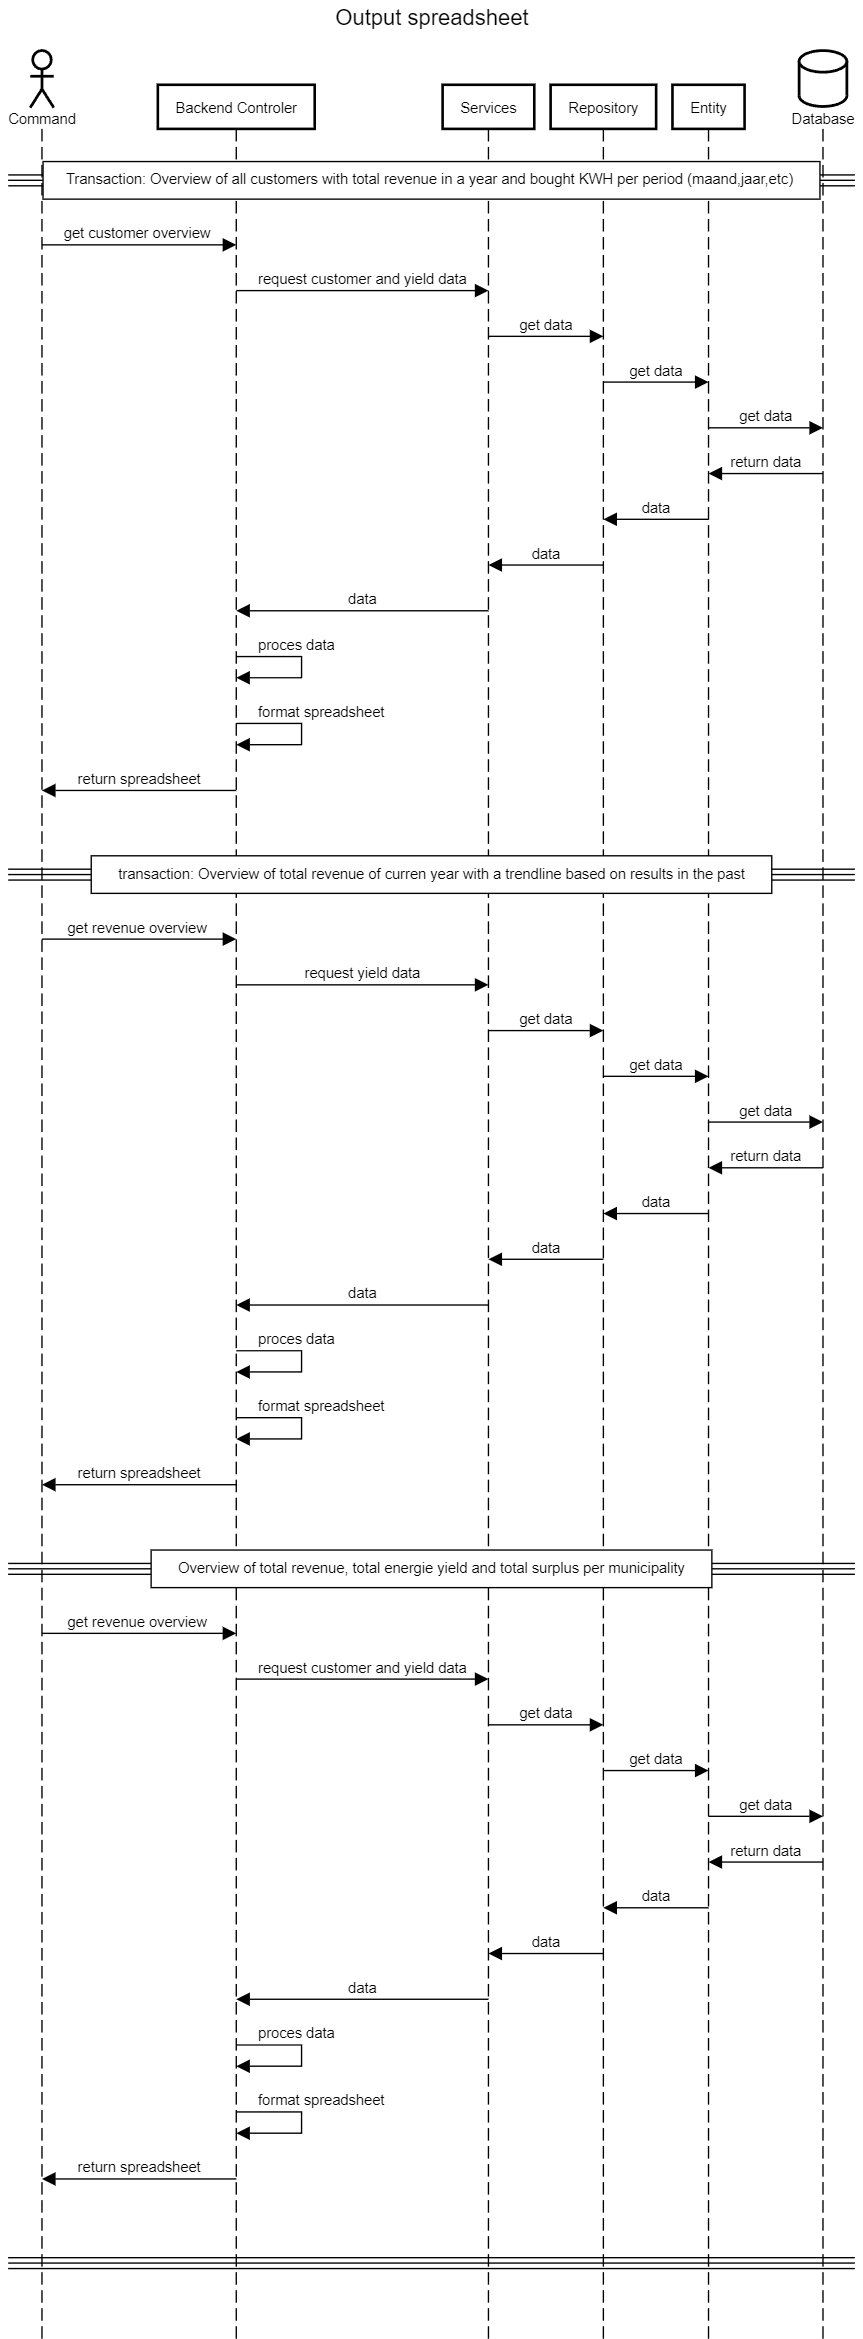 Output spreadsheet
Command
Backend Controler
Services
Repository
Entity
Database
Transaction: Overview of all customers with total revenue in a year and bought KWH per period (maand,jaar,etc)
get customer overview
request customer and yield data
get data
get data
get data
return data
data
data
data
proces data
format spreadsheet
return spreadsheet
transaction: Overview of total revenue of curren year with a trendline based on results in the past
get revenue overview
request yield data
get data
get data
get data
return data
data
data
data
proces data
format spreadsheet
return spreadsheet
Overview of total revenue, total energie yield and total surplus per municipality
get revenue overview
request customer and yield data
get data
get data
get data
return data
data
data
data
proces data
format spreadsheet
return spreadsheet